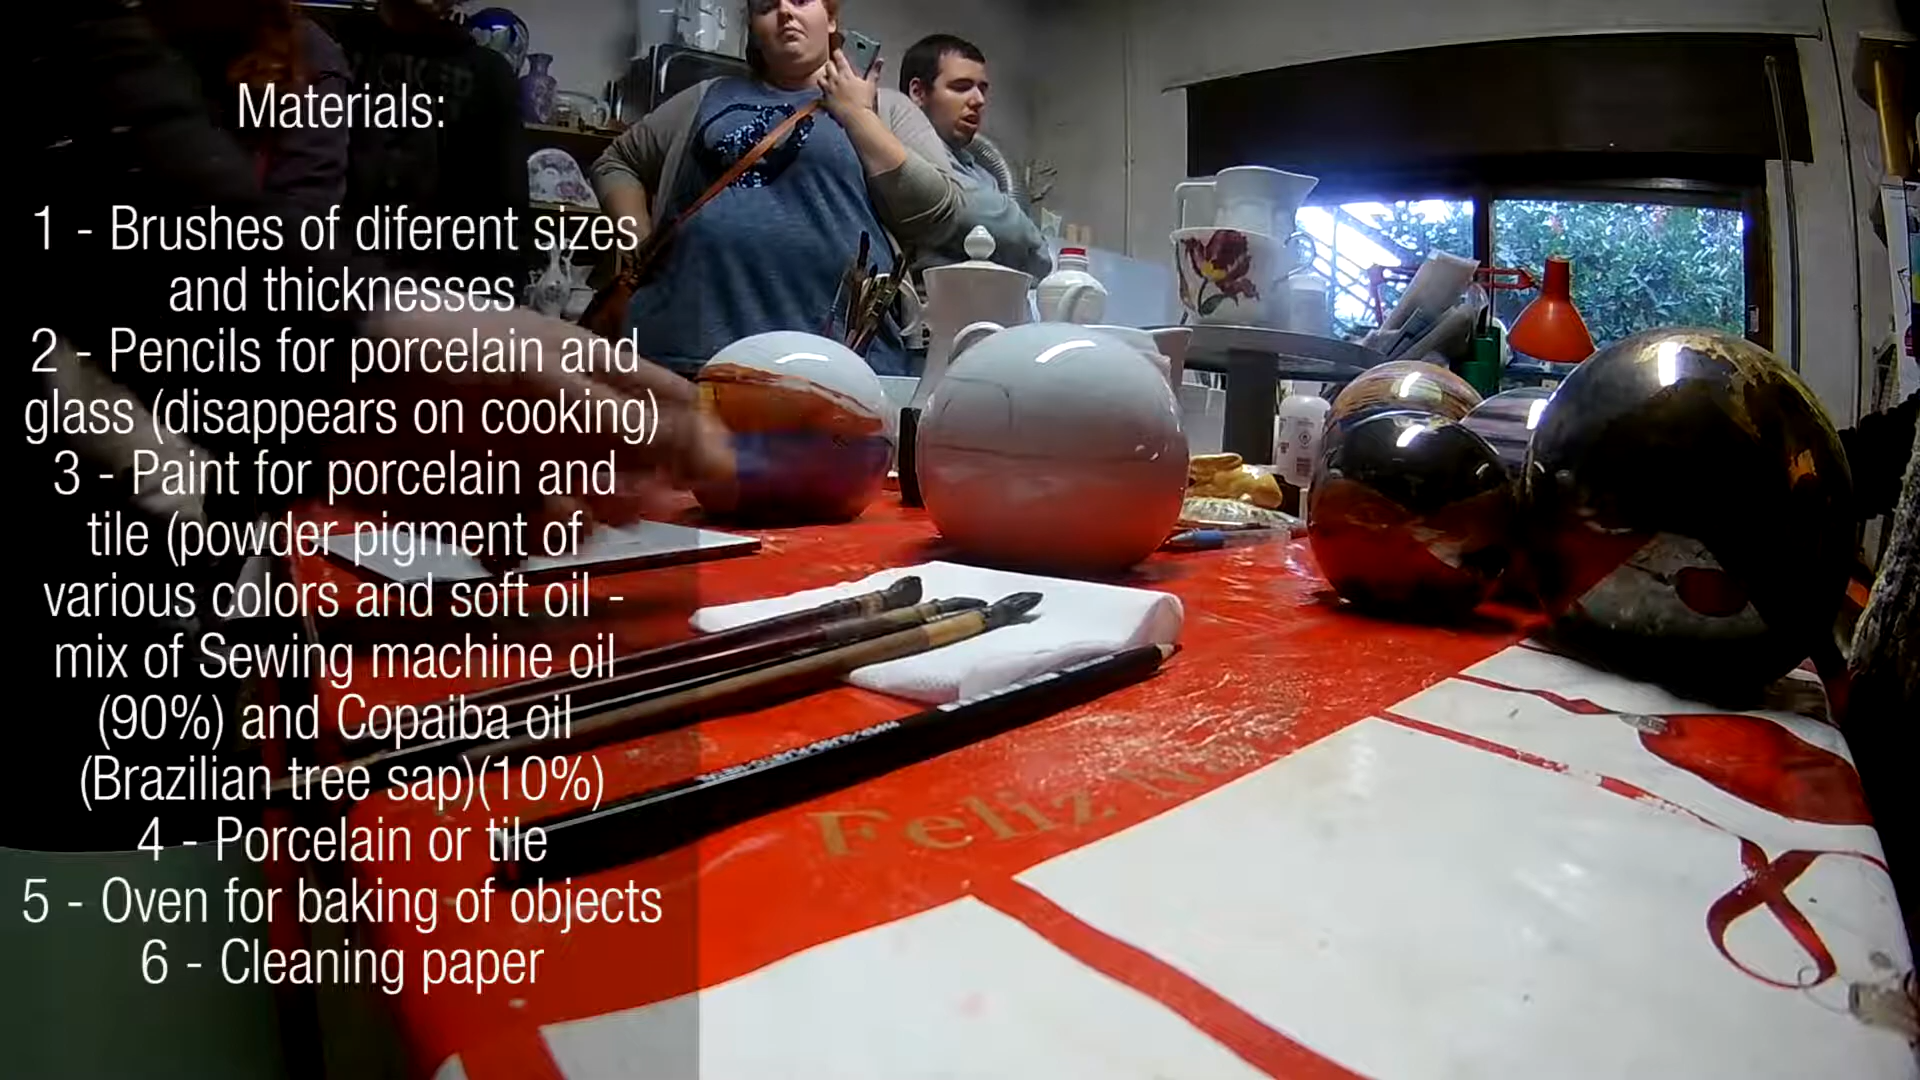 Materials:
1 - Brushes of diferent sizes
and thicknesses
2 - Pencils for porcelain and
glass (disappears on cooking)
3 - Paint for porcelain and
tile (powder pigment of
various colors and soft oil -
mix of Sewing machine oil
(90%) and Copaiba oil
(Brazilian tree sap)(10%)
4 - Porcelain or tile
5 - Oven for baking of objects
6 - Cleaning paper
Feliz